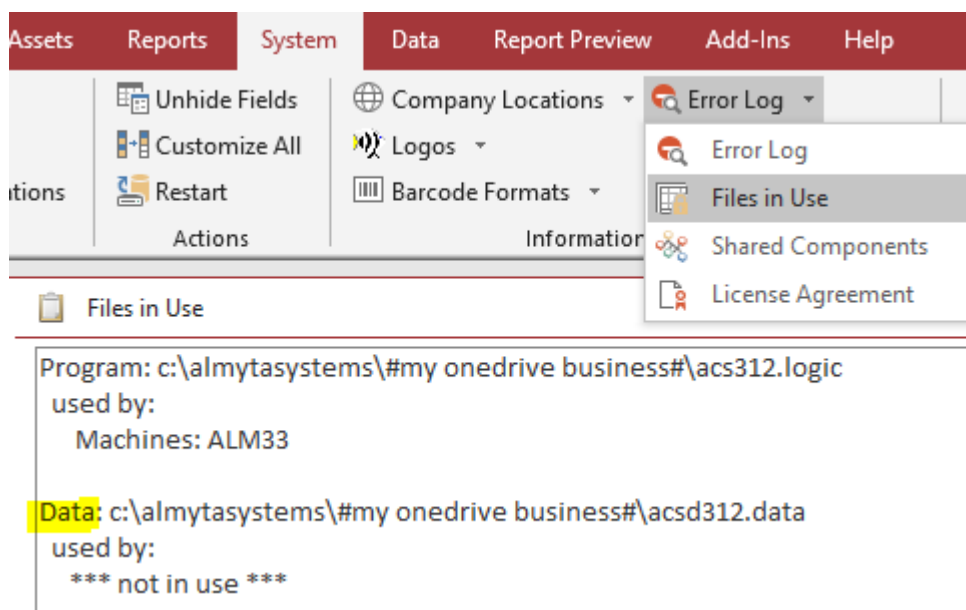 Assets Reports System Data Report Preview Add-Ins Help
Unhide Fields Company Locations Error Log
Customize All Logos Error Log
Restart Barcode Formats Files in Use
Actions Shared Components
License Agreement
Files in Use
Program: c:\almytasystems\#my onedrive business#\acs312.logic
used by:
Machines: ALM33
Data: c:\almytasystems\#my onedrive business#\acsd312.data
used by:
*** not in use ***